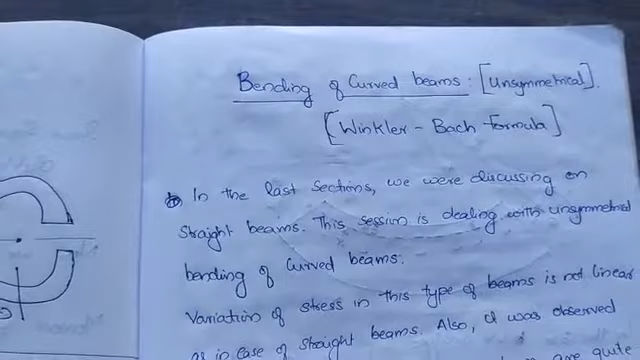 Bending of Curved beams: [Unsymmetrical].
[Winkler - Bach formula]
In the last sections, we were discussing on
straight beams. This session is dealing with unsymmetrical
bending of curved beams.
Variation of stress in this type of beams is not linear
as in case of straight beams. Also, it was observed
are quite